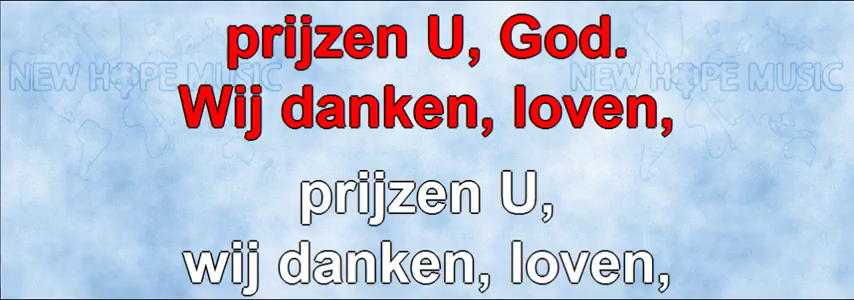 prijzen U, God.
NEW HOPE MUSIC NEW HOPE MUSIC
Wij danken, loven,
prijzen U,
wij danken, loven,